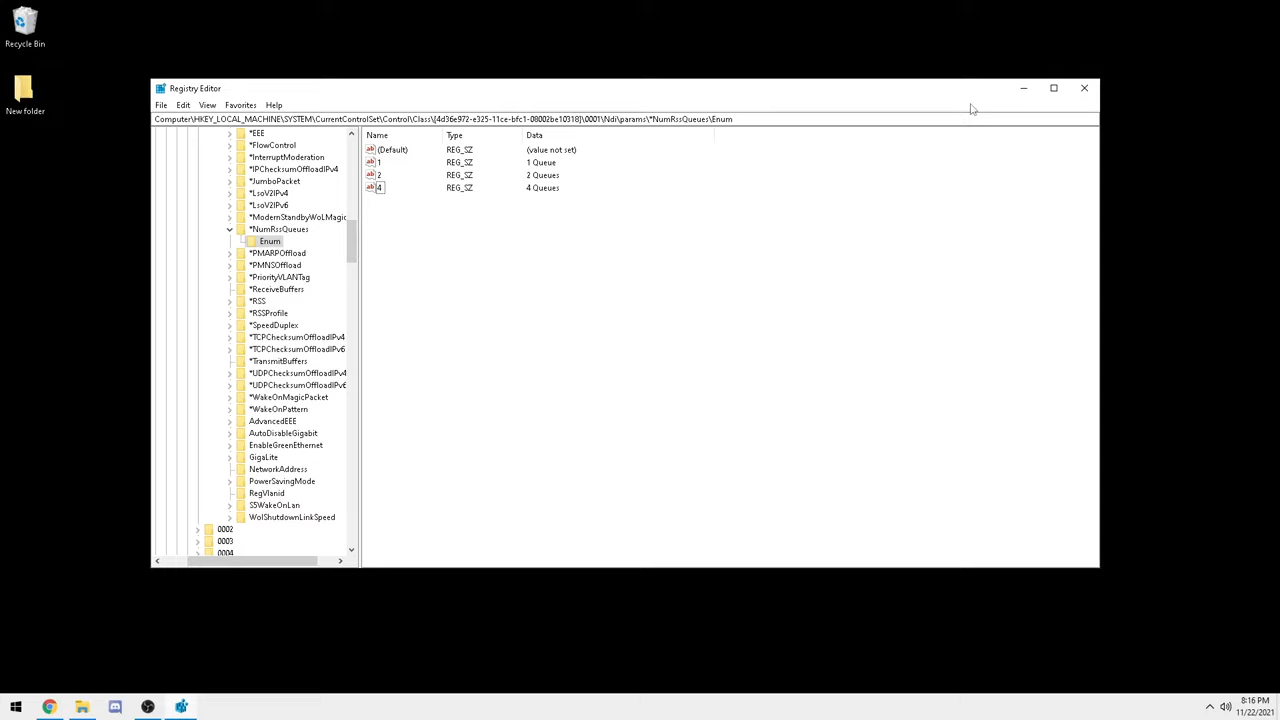 Recycle Bin
New folder
Registry Editor
File Edit View Favorites Help
Computer\HKEY_LOCAL_MACHINE\SYSTEM\CurrentControlSet\Control\Class\{4d36e972-e325-11ce-bfc1-08002be10318}\0001\Ndi\params\*NumRssQueues\Enum
*EEE
*FlowControl
*InterruptModeration
*IPChecksumOffloadIPv4
*JumboPacket
*LsoV2IPv4
*LsoV2IPv6
*ModernStandbyWoLMagic
*NumRssQueues
Enum
*PMARPOffload
*PMNSOffload
*PriorityVLANTag
*ReceiveBuffers
*RSS
*RSSProfile
*SpeedDuplex
*TCPChecksumOffloadIPv4
*TCPChecksumOffloadIPv6
*TransmitBuffers
*UDPChecksumOffloadIPv4
*UDPChecksumOffloadIPv6
*WakeOnMagicPacket
*WakeOnPattern
AdvancedEEE
AutoDisableGigabit
EnableGreenEthernet
GigaLite
NetworkAddress
PowerSavingMode
RegVlanid
S5WakeOnLan
WolShutdownLinkSpeed
0002
0003
0004
Name Type Data
(Default) REG_SZ (value not set)
1 REG_SZ 1 Queue
2 REG_SZ 2 Queues
4 REG_SZ 4 Queues
8:16 PM
11/22/2021